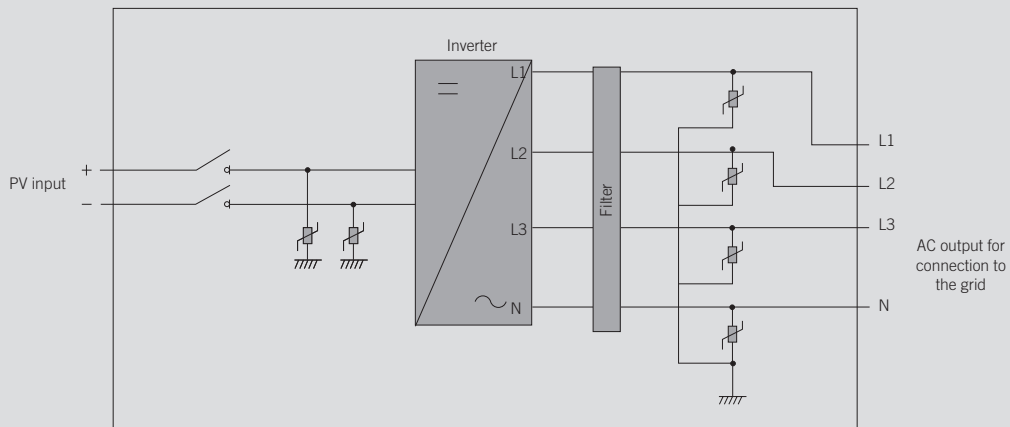 Inverter
L1
L2
L3
N
PV input
+
−
Filter
L1
L2
L3
N
AC output for
connection to
the grid